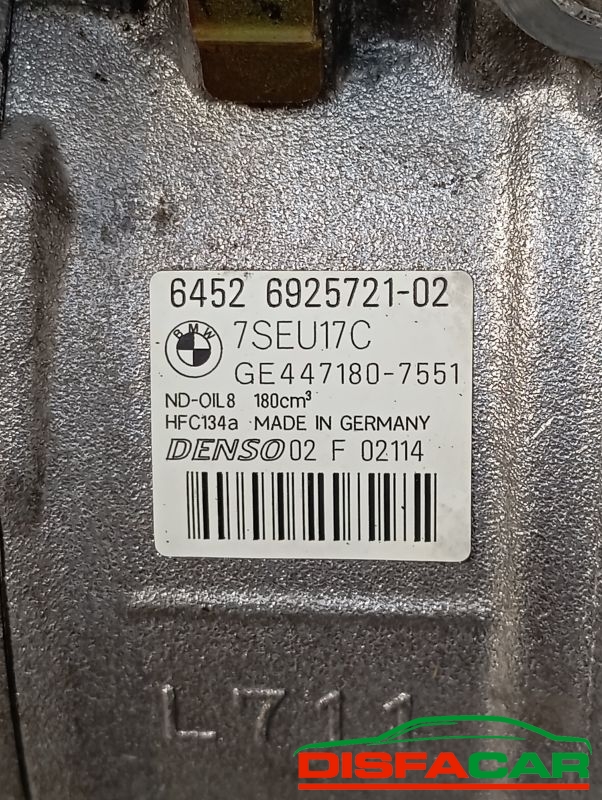 6452 6925721-02
BMW
7SEU17C
GE447180-7551
ND-OIL8 180cm³
HFC134a MADE IN GERMANY
DENSO 02 F 02114
L711
DISFACAR